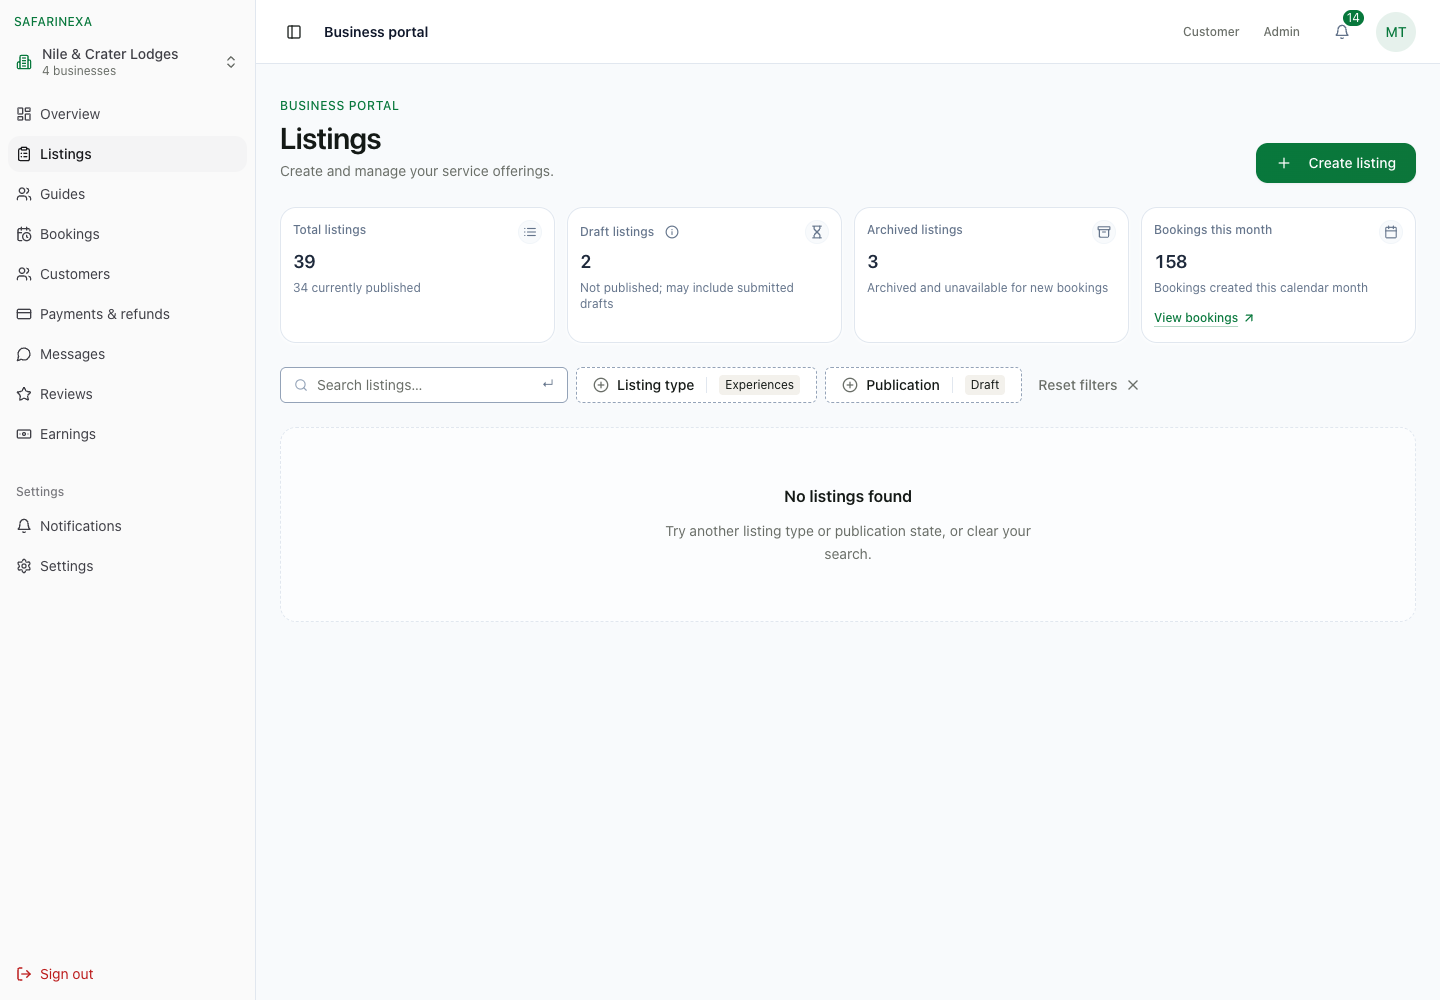 SAFARINEXA
Nile & Crater Lodges
4 businesses
Overview
Listings
Guides
Bookings
Customers
Payments & refunds
Messages
Reviews
Earnings
Settings
Notifications
Settings
Sign out
Business portal
Customer
Admin
14
MT
BUSINESS PORTAL
Listings
Create and manage your service offerings.
Create listing
Total listings
39
34 currently published
Draft listings
2
Not published; may include submitted
drafts
Archived listings
3
Archived and unavailable for new bookings
Bookings this month
158
Bookings created this calendar month
View bookings
Search listings...
Listing type
Experiences
Publication
Draft
Reset filters
No listings found
Try another listing type or publication state, or clear your
search.